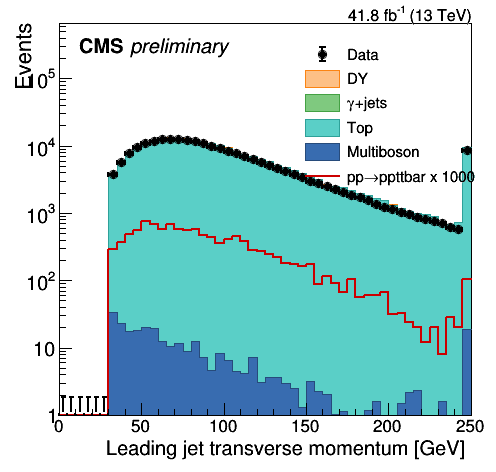 41.8 fb⁻¹ (13 TeV)
Events
CMS preliminary
Data
DY
γ+jets
Top
Multiboson
pp→ppttbar x 1000
10⁵
10⁴
10³
10²
10
1
0 50 100 150 200 250
Leading jet transverse momentum [GeV]